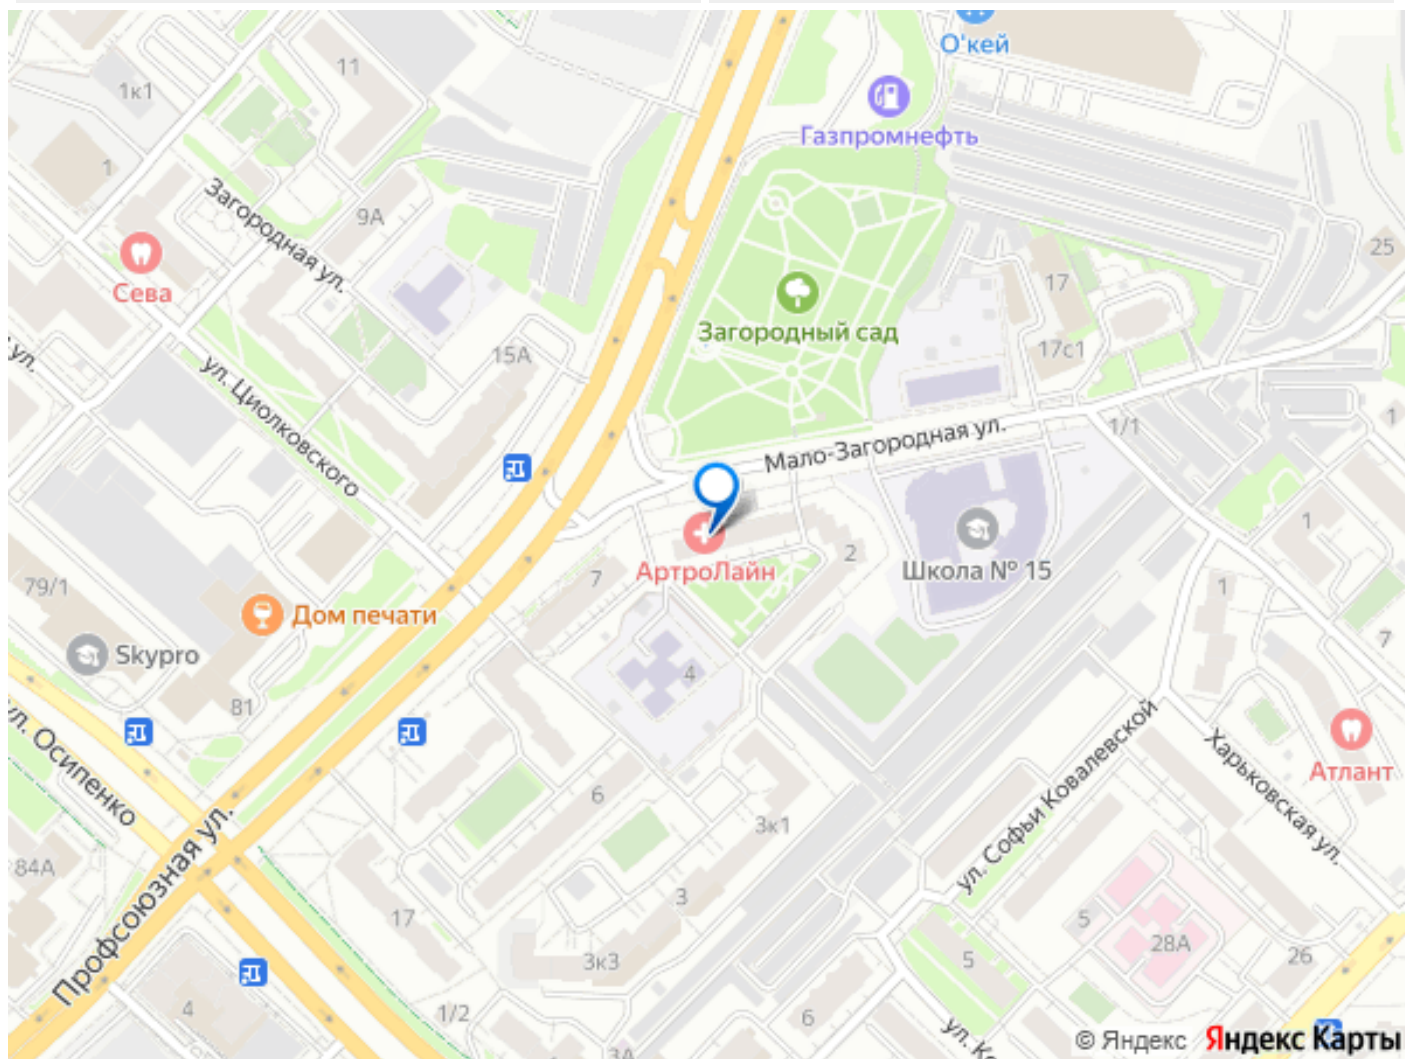 О'кей
11
1к1
Газпромнефть
1
Загородная ул.
9А
Сева
25
17
Загородный сад
17с1
15А
ул.
ул. Циолковского
Мало-Загородная ул.
1/1
1
1
АртроЛайн
2
Школа № 15
7
79/1
Дом печати
1
7
Skypro
4
81
ул. Осипенко
ул. Софьи Ковалевской
Харьковская ул.
Атлант
6
3к1
84А
Профсоюзная ул.
17
3
5
28А
26
3к3
5
4
1/2
6
3А
© Яндекс Яндекс Карты